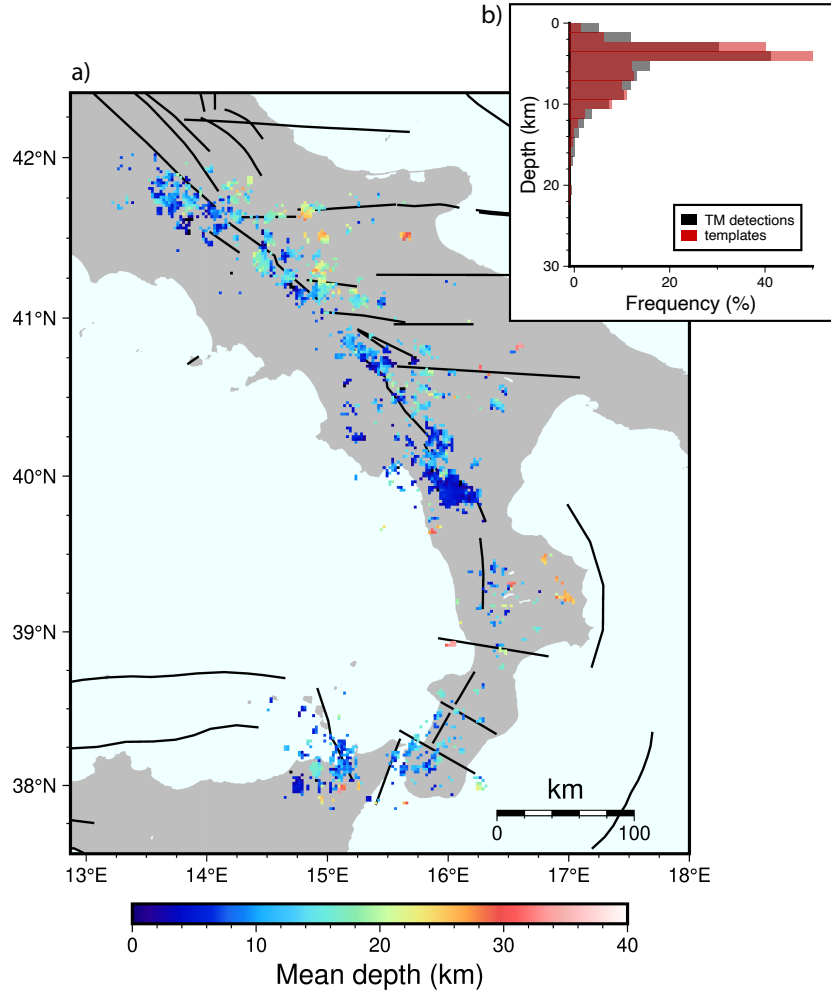 b)
0
10
20
30
Depth (km)
TM detections
templates
0
20
40
Frequency (%)
a)
42°N
41°N
40°N
39°N
38°N
km
0
100
13°E
14°E
15°E
16°E
17°E
18°E
0
10
20
30
40
Mean depth (km)